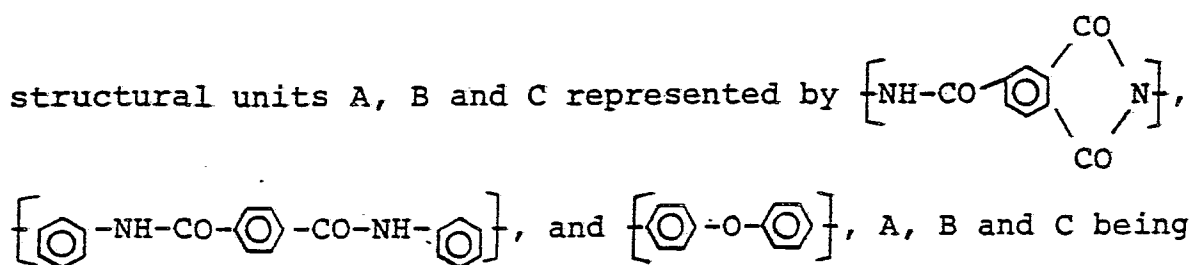 CO
structural units A, B and C represented by [NH-CO- N],
CO
[ -NH-CO- -CO-NH- ], and [ -O- ], A, B and C being